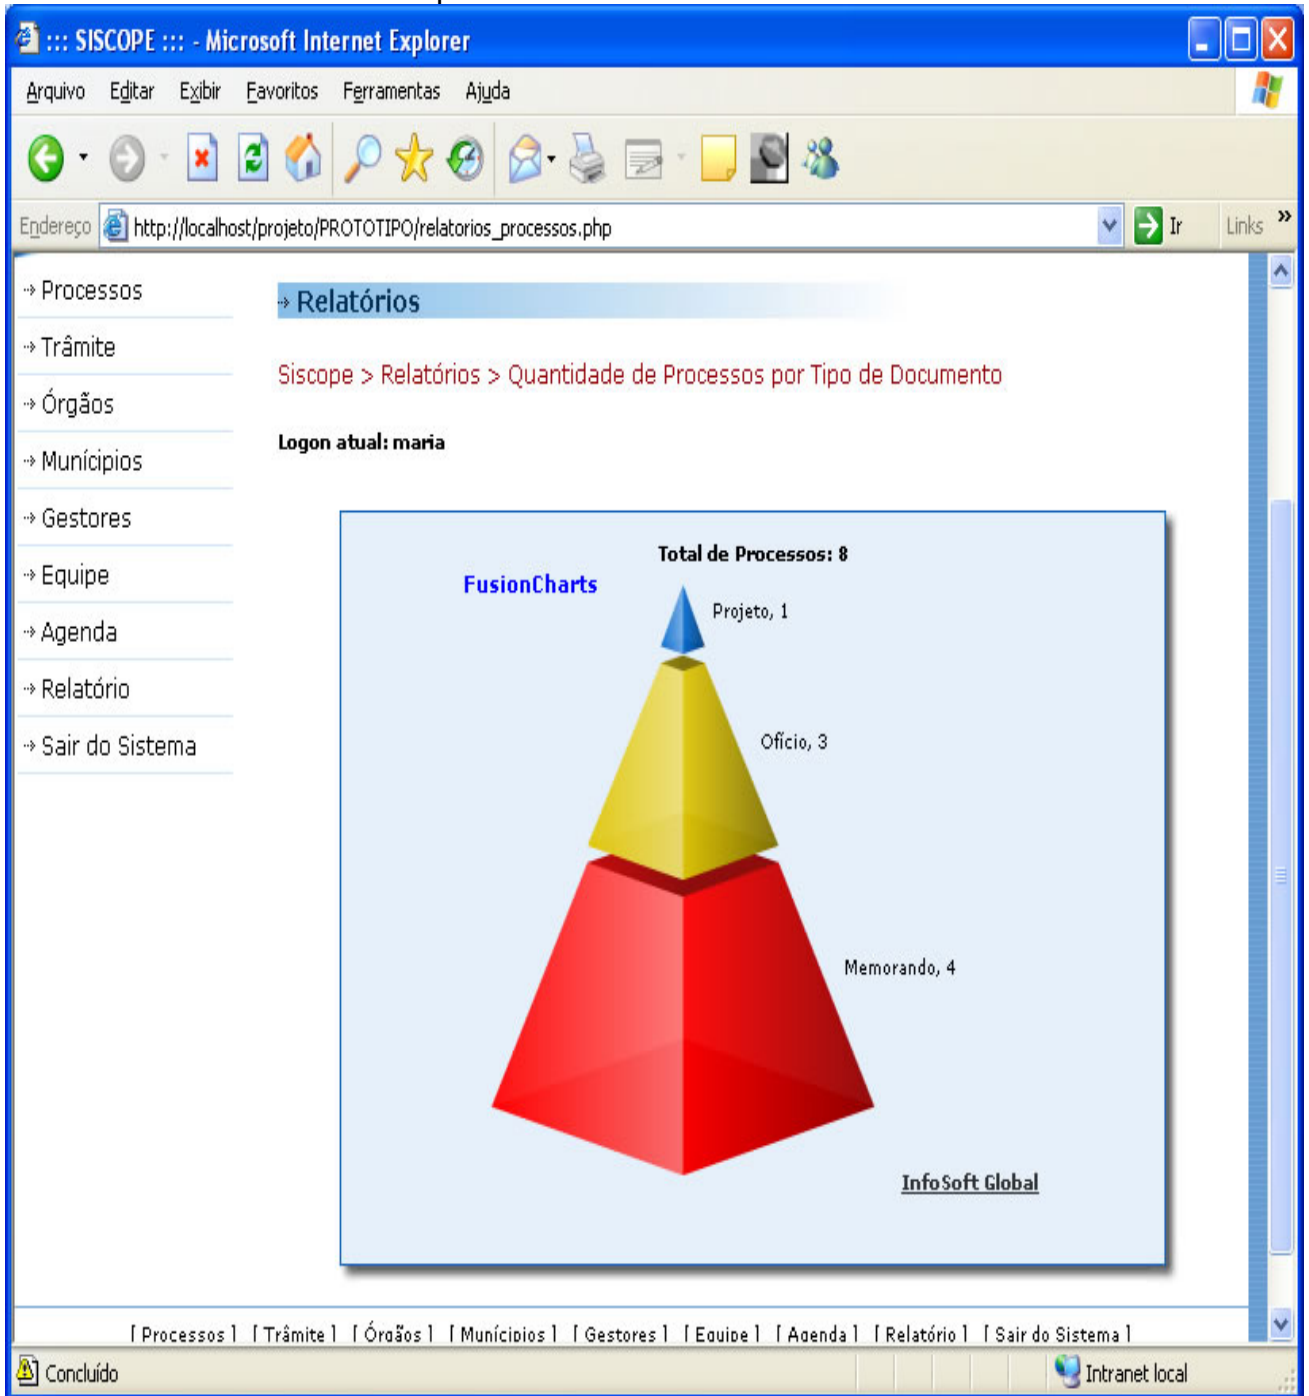 ::: SISCOPE ::: - Microsoft Internet Explorer
Arquivo Editar Exibir Favoritos Ferramentas Ajuda
Endereço http://localhost/projeto/PROTOTIPO/relatorios_processos.php Ir Links »
Processos
Trâmite
Órgãos
Munícipios
Gestores
Equipe
Agenda
Relatório
Sair do Sistema
Relatórios
Siscope > Relatórios > Quantidade de Processos por Tipo de Documento
Logon atual: maria
Total de Processos: 8
FusionCharts
Projeto, 1
Ofício, 3
Memorando, 4
InfoSoft Global
[ Processos ] [ Trâmite ] [ Órgãos ] [ Munícipios ] [ Gestores ] [ Equipe ] [ Agenda ] [ Relatório ] [ Sair do Sistema ]
Concluído Intranet local